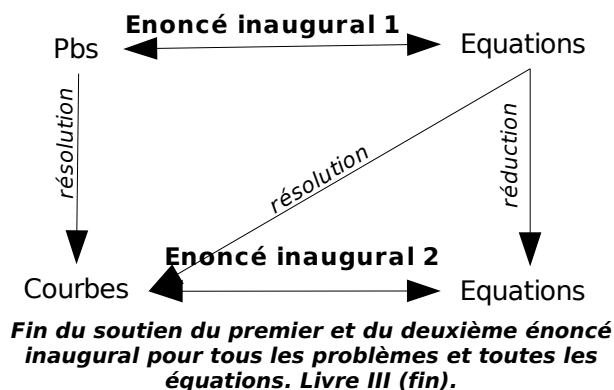 Enoncé inaugural 1
Pbs
Equations
résolution
résolution
réduction
Enoncé inaugural 2
Courbes
Equations
Fin du soutien du premier et du deuxième énoncé
inaugural pour tous les problèmes et toutes les
équations. Livre III (fin).